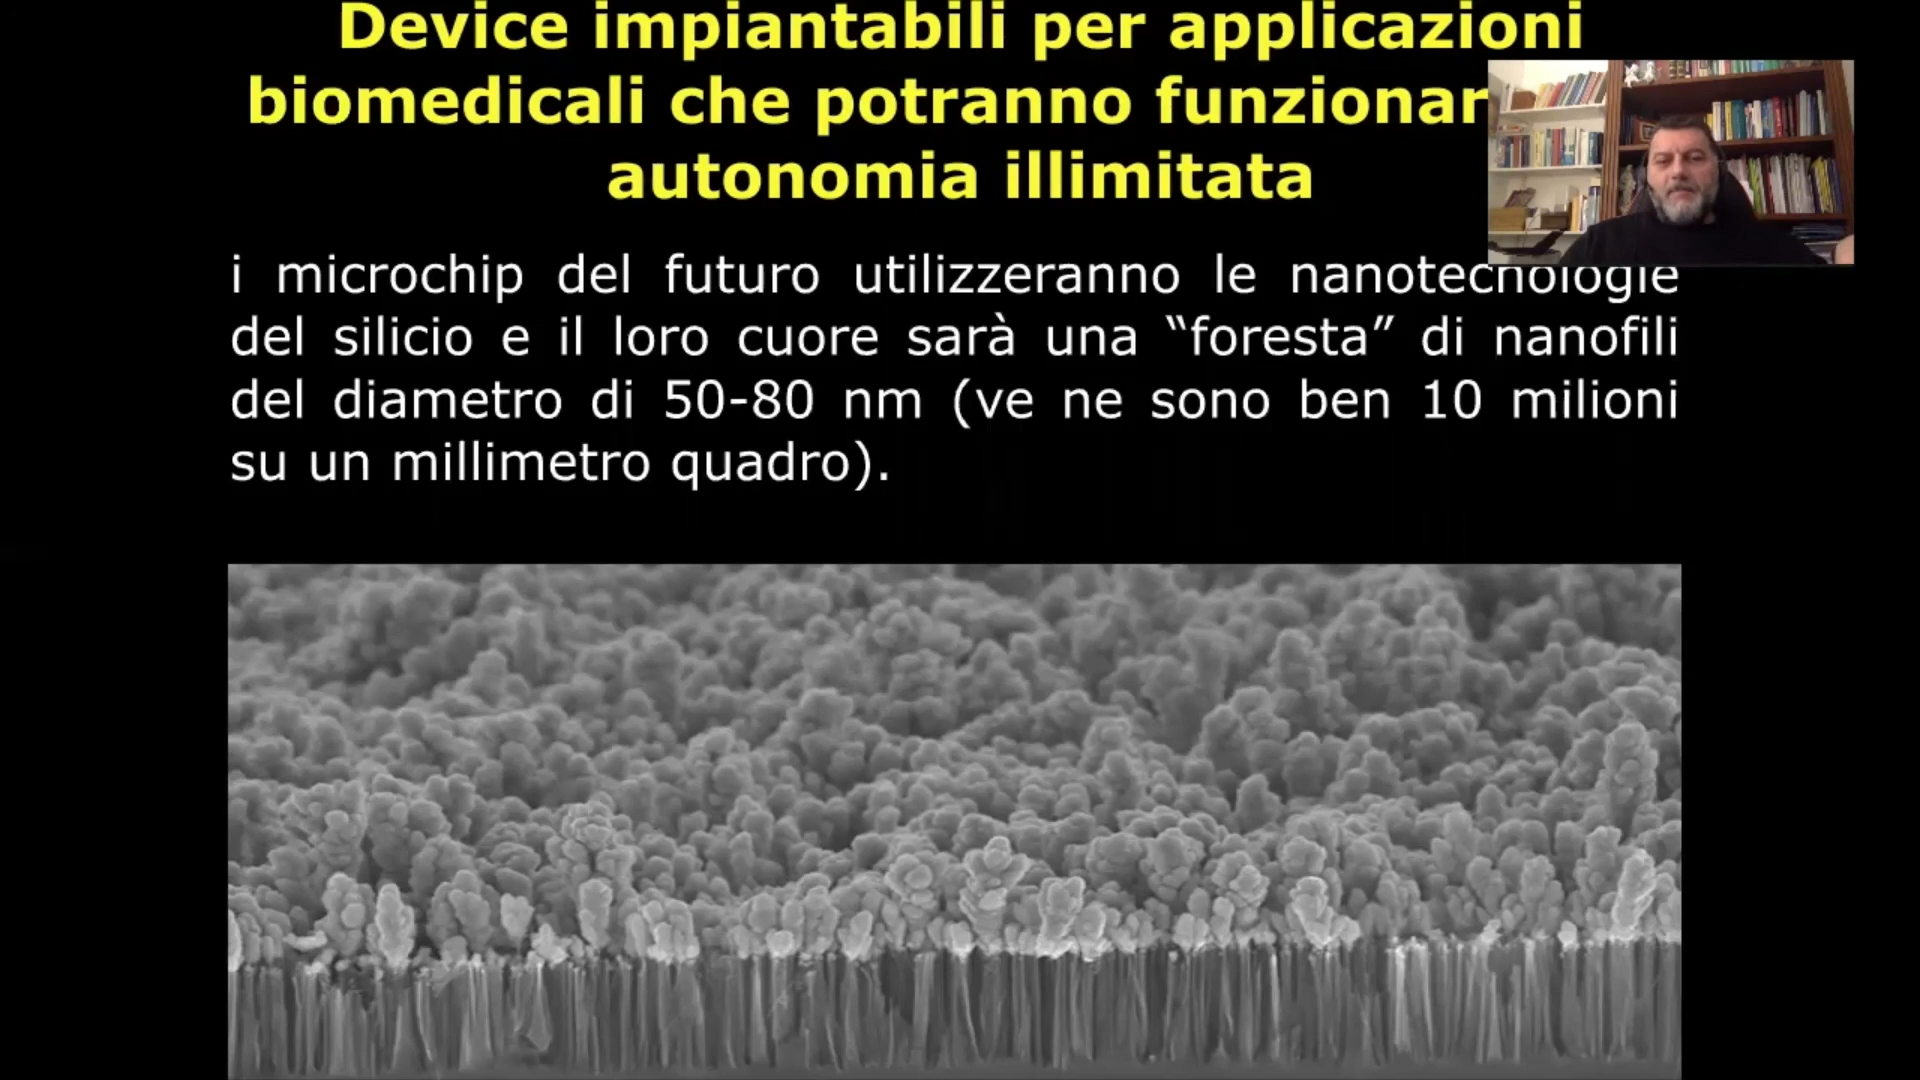 Device impiantabili per applicazioni
biomedicali che potranno funzionar
autonomia illimitata
i microchip del futuro utilizzeranno le nanotecnologie
del silicio e il loro cuore sarà una “foresta” di nanofili
del diametro di 50-80 nm (ve ne sono ben 10 milioni
su un millimetro quadro).